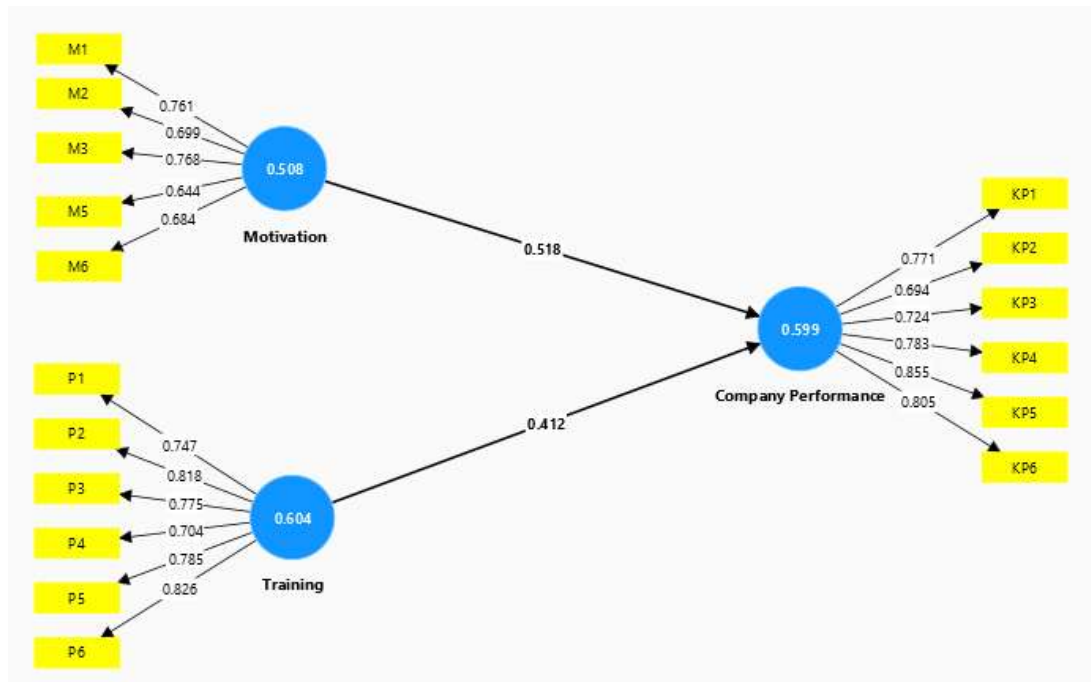 M1
M2
M3
M5
M6
0.761
0.699
0.768
0.644
0.684
0.508
Motivation
0.518
P1
P2
P3
P4
P5
P6
0.747
0.818
0.775
0.704
0.785
0.826
0.604
Training
0.412
0.599
Company Performance
0.771
0.694
0.724
0.783
0.855
0.805
KP1
KP2
KP3
KP4
KP5
KP6